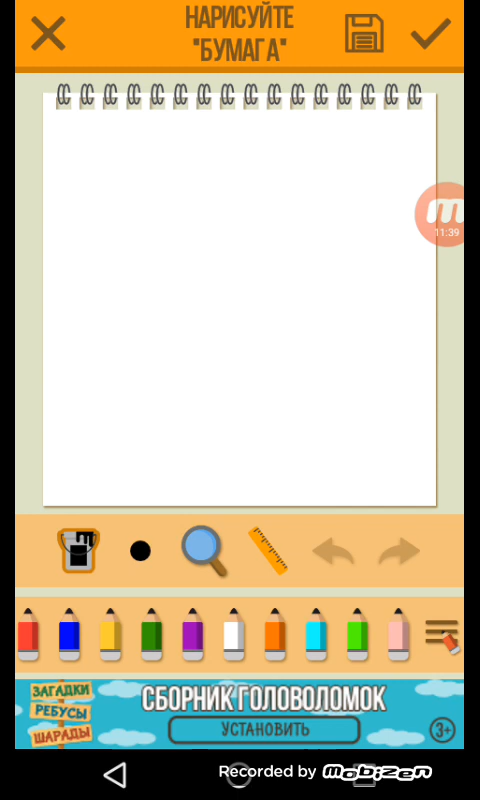 НАРИСУЙТЕ
"БУМАГА"
m
11:39
ЗАГАДКИ
РЕБУСЫ
ШАРАДЫ
СБОРНИК ГОЛОВОЛОМОК
УСТАНОВИТЬ
3+
Recorded by mobizen